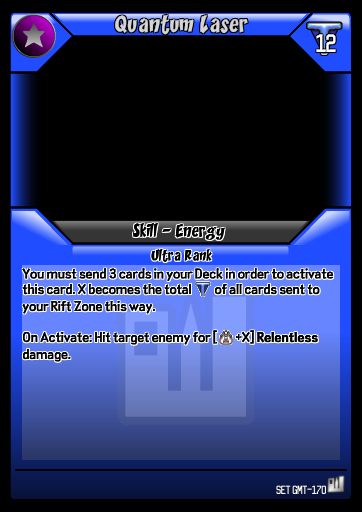 Quantum Laser
12
Skill - Energy
Ultra Rank
You must send 3 cards in your Deck in order to activate
this card. X becomes the total of all cards sent to
your Rift Zone this way.
On Activate: Hit target enemy for [ +X] Relentless
damage.
SET GMT-170